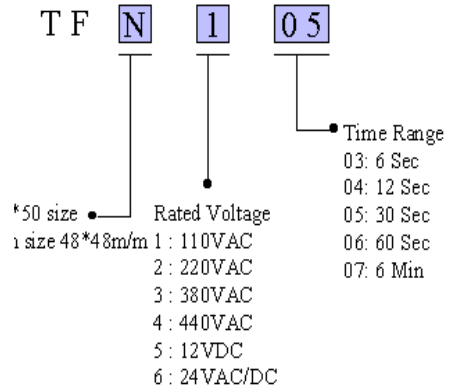 TF N 1 05
Time Range
03: 6 Sec
04: 12 Sec
05: 30 Sec
06: 60 Sec
07: 6 Min
*50 size
size 48*48m/m
Rated Voltage
1 : 110VAC
2 : 220VAC
3 : 380VAC
4 : 440VAC
5 : 12VDC
6 : 24VAC/DC